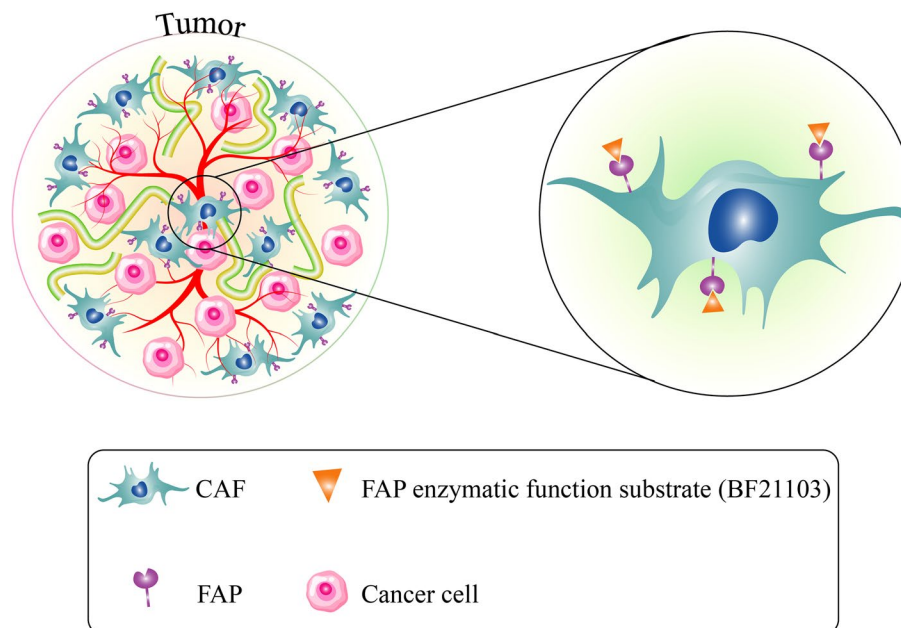 Tumor
CAF
FAP enzymatic function substrate (BF21103)
FAP
Cancer cell